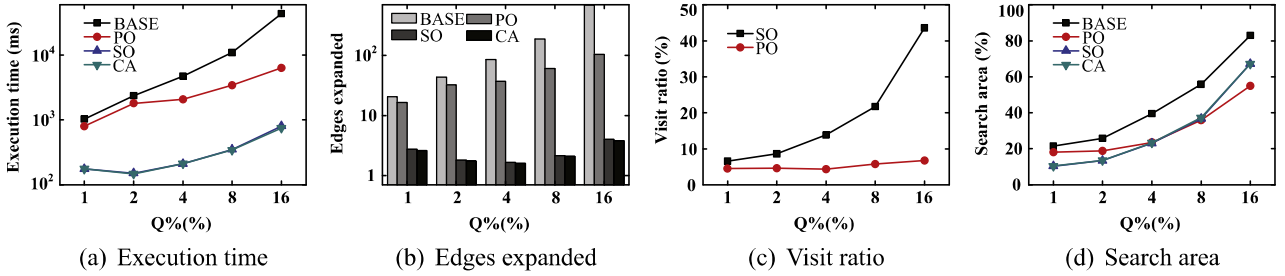 Execution time (ms)
10^4
10^3
10^2
BASE
PO
SO
CA
1 2 4 8 16
Q%(%)
(a) Execution time
Edges expanded
10^2
10
1
BASE PO
SO CA
1 2 4 8 16
Q%(%)
(b) Edges expanded
Visit ratio (%)
50
40
30
20
10
0
SO
PO
1 2 4 8 16
Q%(%)
(c) Visit ratio
Search area (%)
100
80
60
40
20
0
BASE
PO
SO
CA
1 2 4 8 16
Q%(%)
(d) Search area